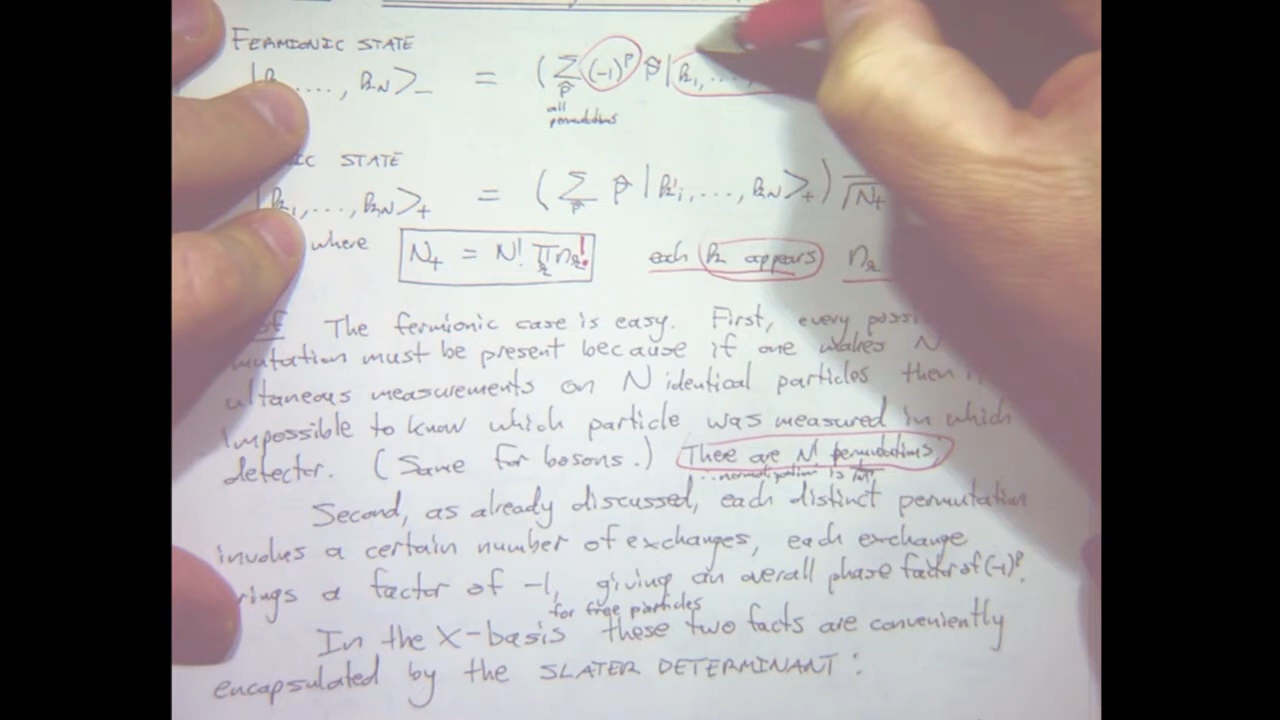 FERMIONIC STATE
..., k_N>_- = ( Σ_P̂ (-1)^P P̂ | k_1, ...,
all
permutations
IC STATE
| k_1, ..., k_N>_+ = ( Σ_P̂ P̂ | k_1, ..., k_N>_+ ) / √N_+
where N_+ = N! Π_k n_k! each k appears n_k
The fermionic case is easy. First, every possi
mutation must be present because if one makes N
ultaneous measurements on N identical particles then i
impossible to know which particle was measured in which
detector. (Same for bosons.) There are N! permutations,
normalization is
Second, as already discussed, each distinct permutation
involves a certain number of exchanges, each exchange
rings a factor of -1, giving an overall phase factor of (-1)^P.
for free particles
In the X-basis these two facts are conveniently
encapsulated by the SLATER DETERMINANT: